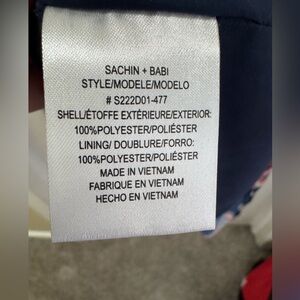 SACHIN + BABI
STYLE/MODELE/MODELO
# S222D01-477
SHELL/ÉTOFFE EXTÉRIEURE/EXTERIOR:
100%POLYESTER/POLIÉSTER
LINING/ DOUBLURE/FORRO:
100%POLYESTER/POLIÉSTER
MADE IN VIETNAM
FABRIQUE EN VIETNAM
HECHO EN VIETNAM